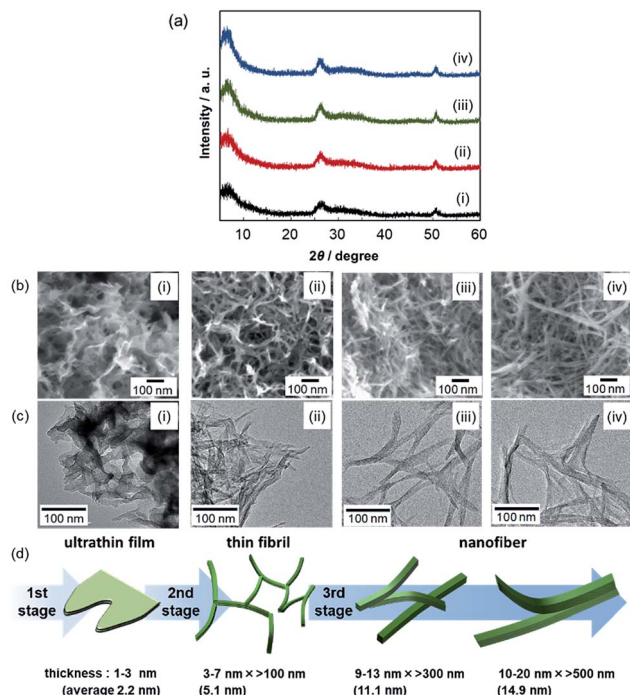 (a)
Intensity / a. u.
(iv)
(iii)
(ii)
(i)
10 20 30 40 50 60
2θ / degree
(b) (i) (ii) (iii) (iv)
100 nm 100 nm 100 nm 100 nm
(c) (i) (ii) (iii) (iv)
100 nm 100 nm 100 nm 100 nm
ultrathin film thin fibril nanofiber
(d)
1st stage 2nd stage 3rd stage
thickness : 1-3 nm 3-7 nm ×>100 nm 9-13 nm ×>300 nm 10-20 nm ×>500 nm
(average 2.2 nm) (5.1 nm) (11.1 nm) (14.9 nm)